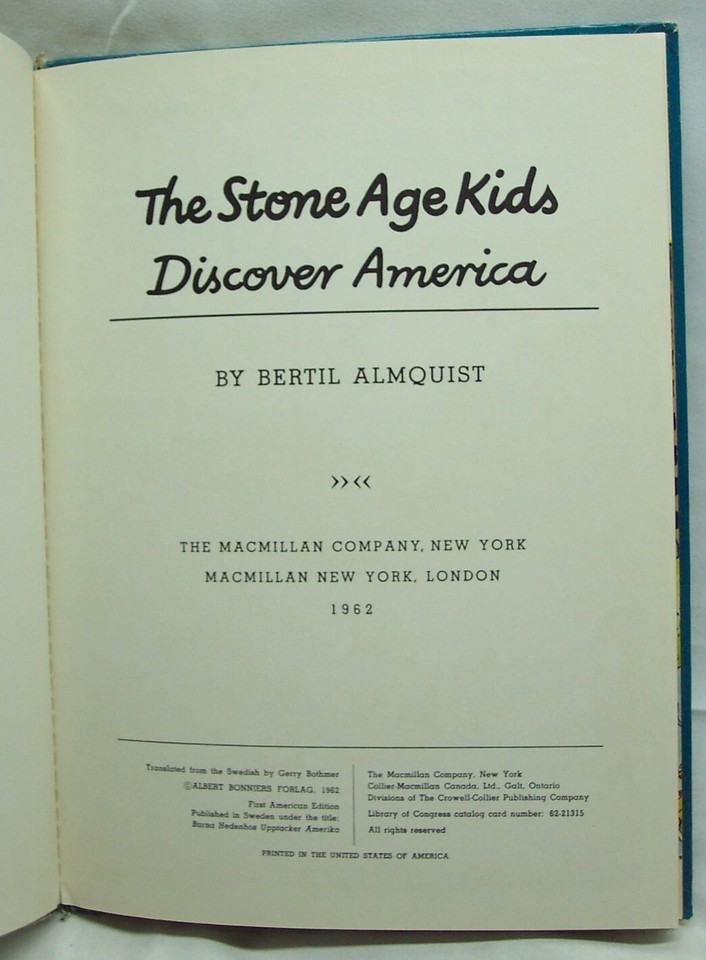 The Stone Age Kids
Discover America
BY BERTIL ALMQUIST
»«
THE MACMILLAN COMPANY, NEW YORK
MACMILLAN NEW YORK, LONDON
1962
Translated from the Swedish by Gerry Bothmer
©ALBERT BONNIERS FORLAG, 1962
First American Edition
Published in Sweden under the title:
Barna Hedenhos Upptacker Amerika
The Macmillan Company, New York
Collier-Macmillan Canada, Ltd., Galt, Ontario
Divisions of The Crowell-Collier Publishing Company
Library of Congress catalog card number: 62-21315
All rights reserved
PRINTED IN THE UNITED STATES OF AMERICA